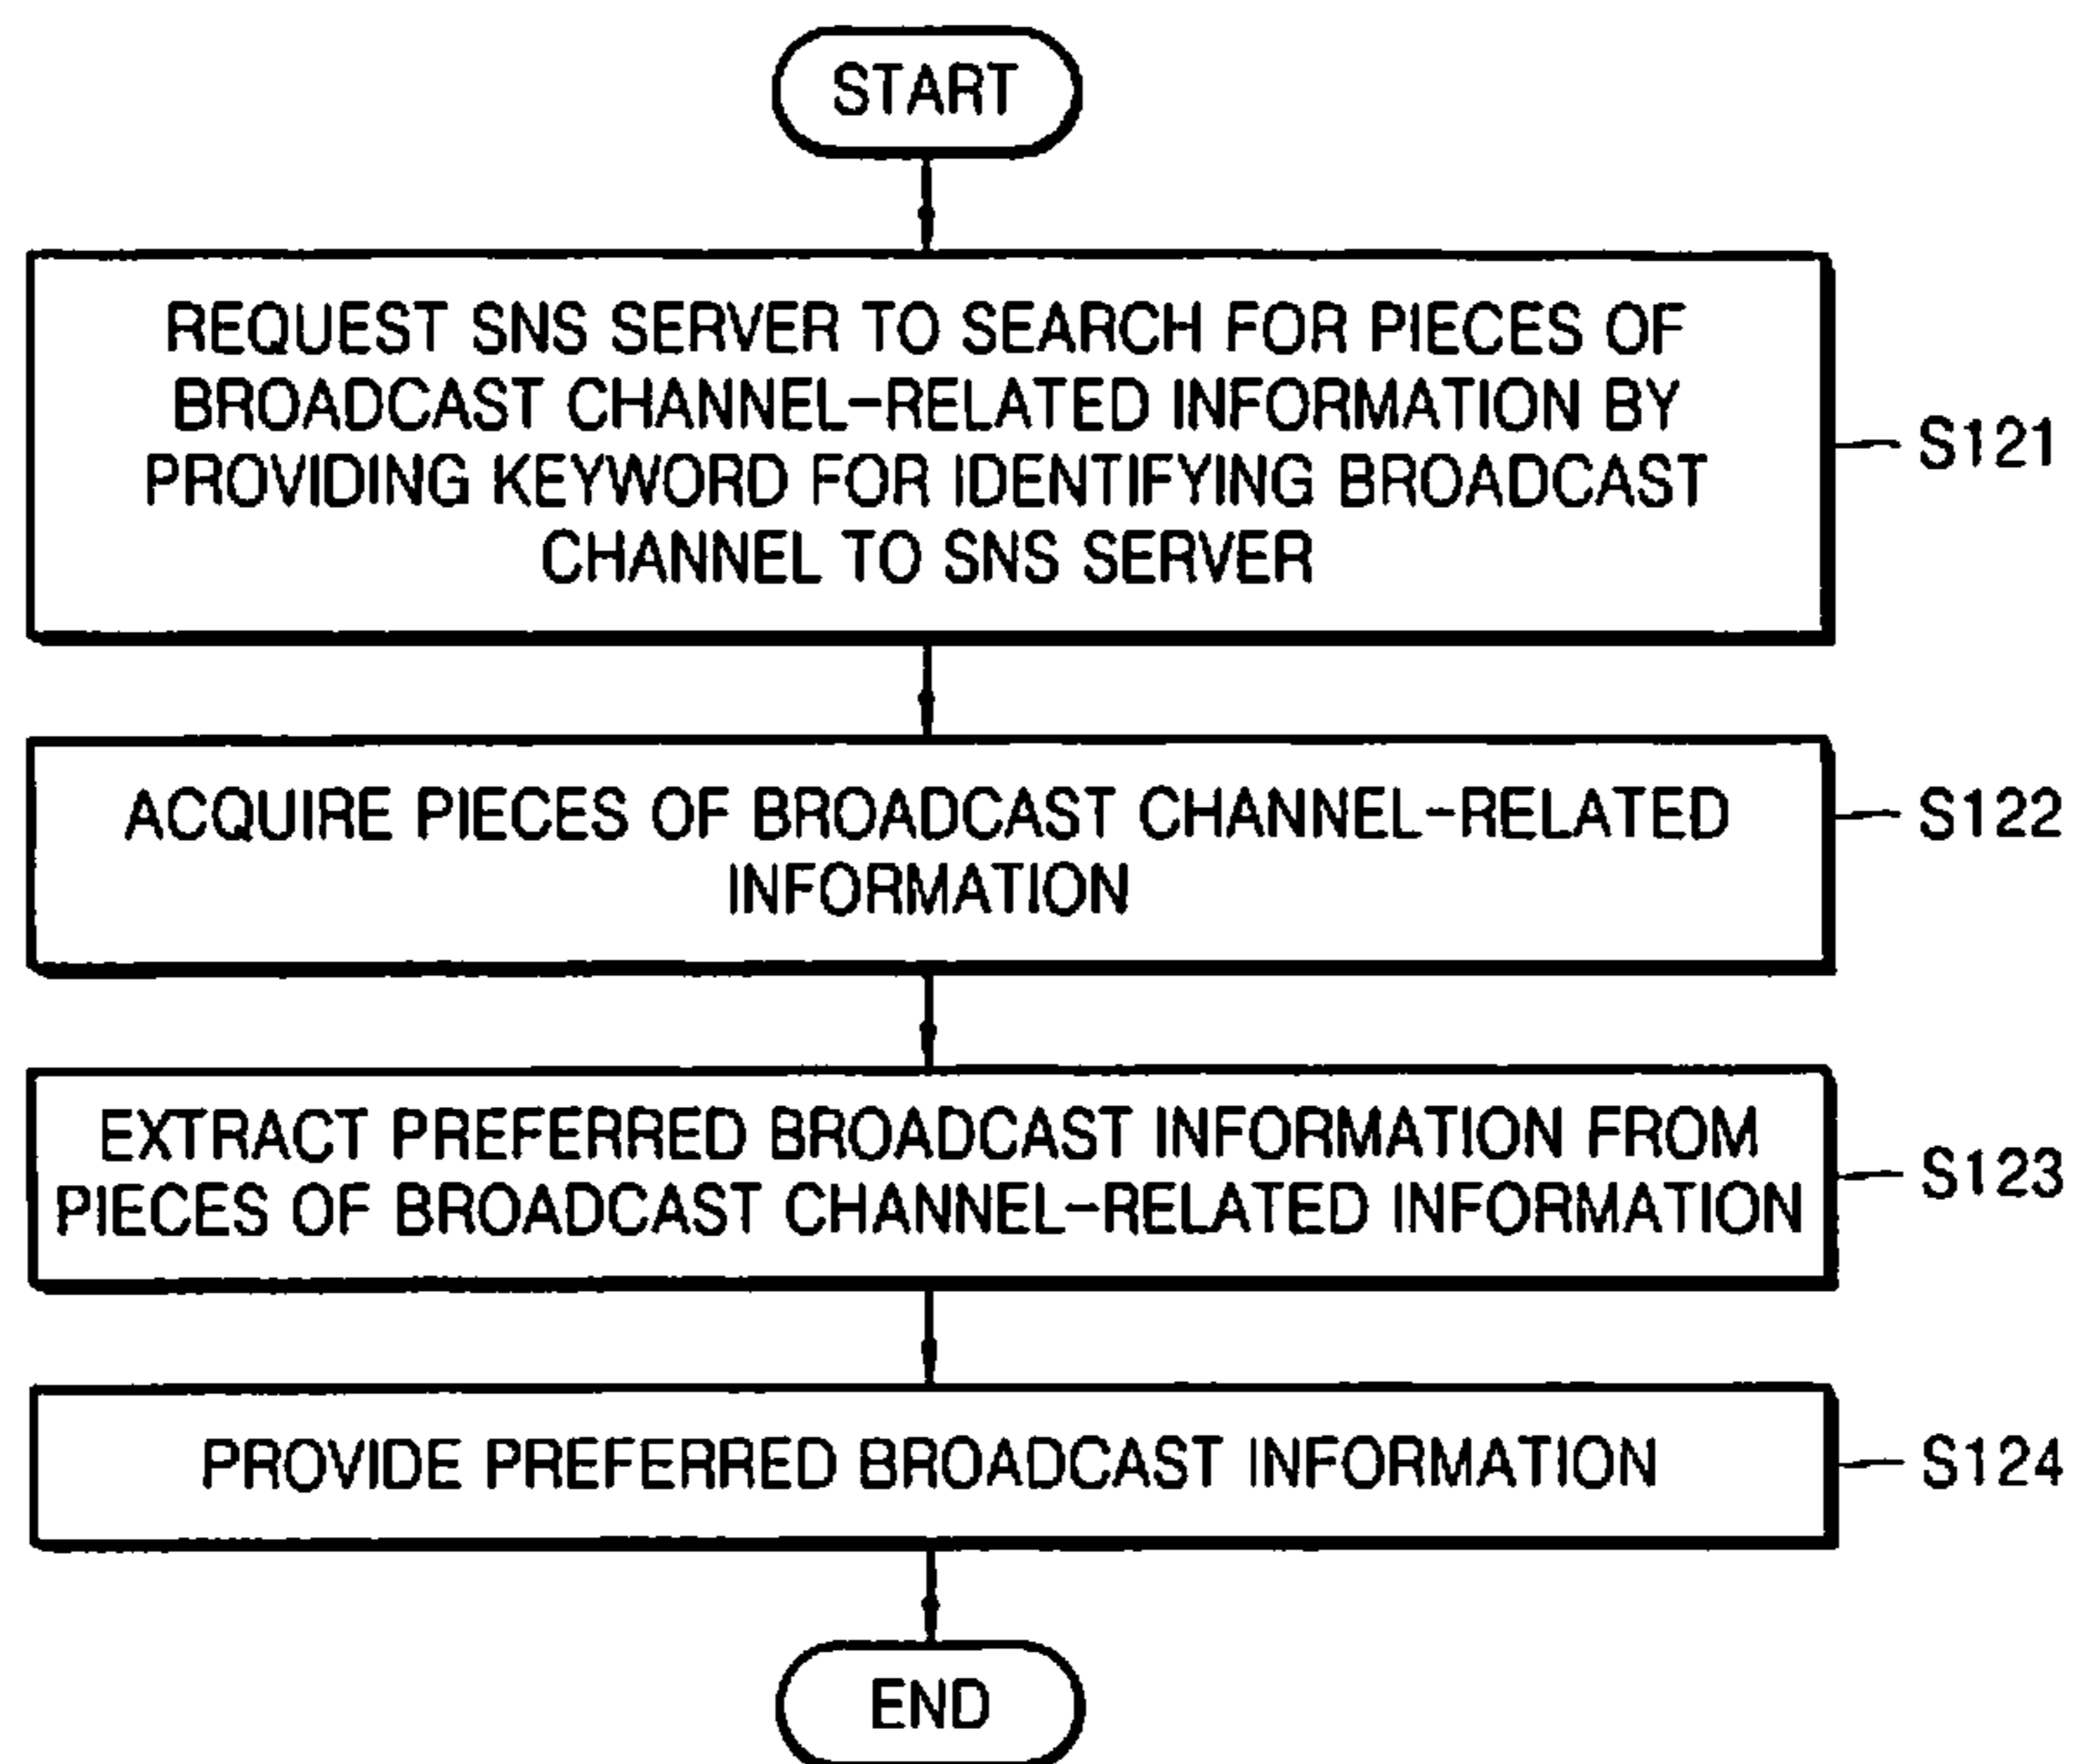 START
REQUEST SNS SERVER TO SEARCH FOR PIECES OF
BROADCAST CHANNEL-RELATED INFORMATION BY
PROVIDING KEYWORD FOR IDENTIFYING BROADCAST
CHANNEL TO SNS SERVER
S121
ACQUIRE PIECES OF BROADCAST CHANNEL-RELATED
INFORMATION
S122
EXTRACT PREFERRED BROADCAST INFORMATION FROM
PIECES OF BROADCAST CHANNEL-RELATED INFORMATION
S123
PROVIDE PREFERRED BROADCAST INFORMATION
S124
END